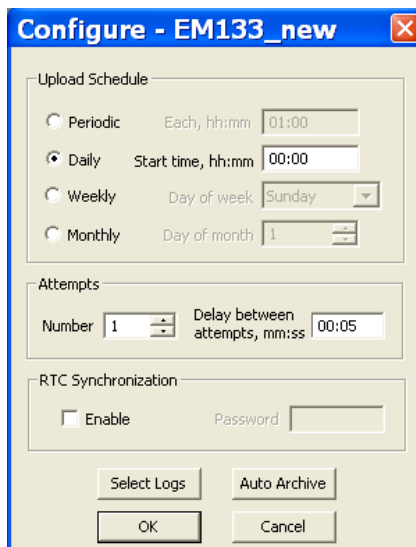 Configure - EM133_new
Upload Schedule
Periodic Each, hh:mm 01:00
Daily Start time, hh:mm 00:00
Weekly Day of week Sunday
Monthly Day of month 1
Attempts
Number 1 Delay between attempts, mm:ss 00:05
RTC Synchronization
Enable Password
Select Logs Auto Archive
OK Cancel